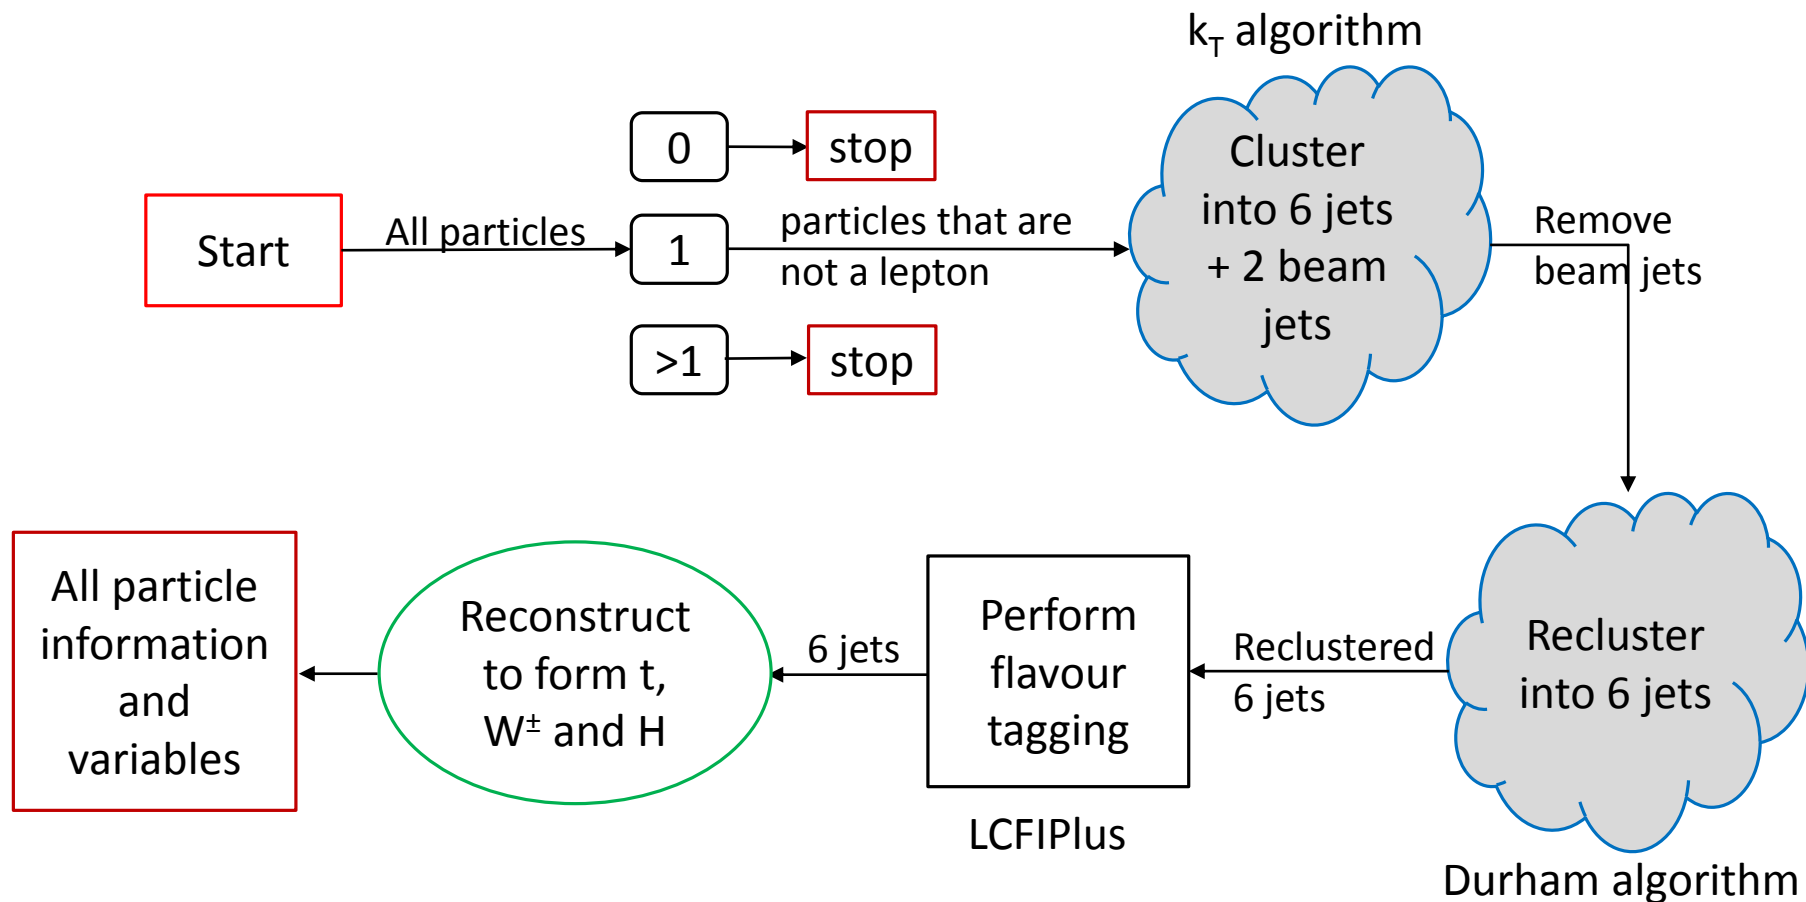 k_T algorithm
0
stop
Cluster
into 6 jets
+ 2 beam
jets
Start
All particles
1
particles that are
not a lepton
Remove
beam jets
>1
stop
All particle
information
and
variables
Reconstruct
to form t,
W± and H
6 jets
Perform
flavour
tagging
LCFIPlus
Reclustered
6 jets
Recluster
into 6 jets
Durham algorithm